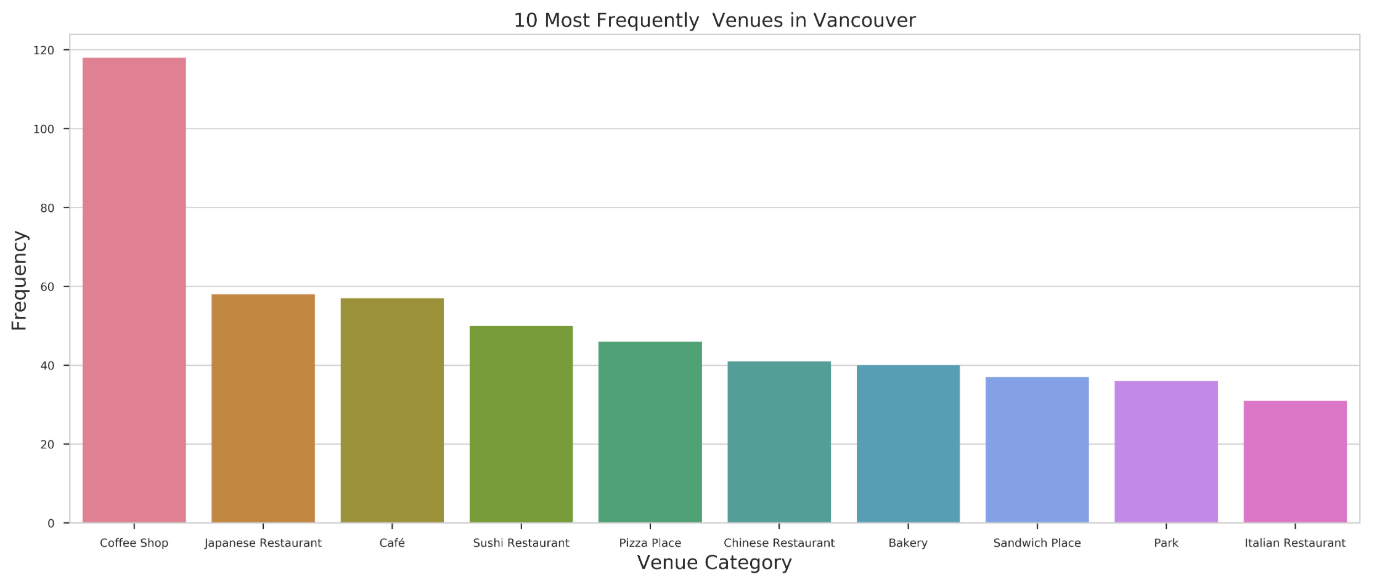 10 Most Frequently  Venues in Vancouver
120
100
80
60
40
20
0
Frequency
Coffee Shop
Japanese Restaurant
Café
Sushi Restaurant
Pizza Place
Chinese Restaurant
Bakery
Sandwich Place
Park
Italian Restaurant
Venue Category